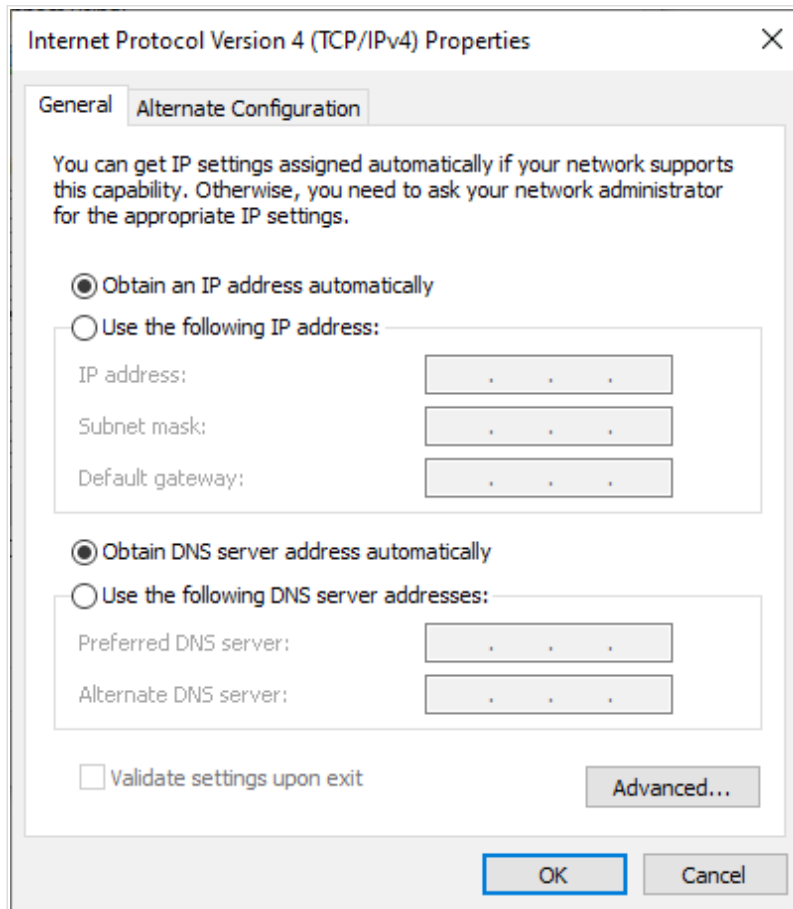 Internet Protocol Version 4 (TCP/IPv4) Properties
General
Alternate Configuration
You can get IP settings assigned automatically if your network supports
this capability. Otherwise, you need to ask your network administrator
for the appropriate IP settings.
Obtain an IP address automatically
Use the following IP address:
IP address:
. . .
Subnet mask:
. . .
Default gateway:
. . .
Obtain DNS server address automatically
Use the following DNS server addresses:
Preferred DNS server:
. . .
Alternate DNS server:
. . .
Validate settings upon exit
Advanced...
OK
Cancel